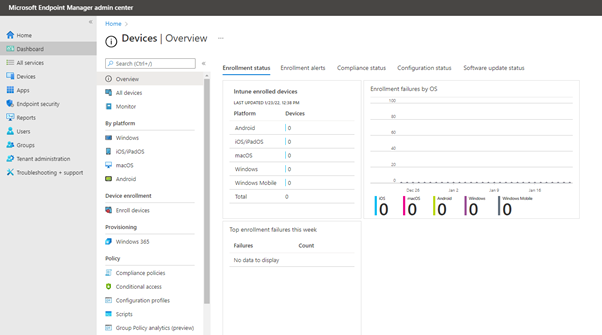 Microsoft Endpoint Manager admin center
Home
Dashboard
All services
Devices
Apps
Endpoint security
Reports
Users
Groups
Tenant administration
Troubleshooting + support
Home >
Devices | Overview ...
Search (Ctrl+/)
Overview
All devices
Monitor
By platform
Windows
iOS/iPadOS
macOS
Android
Device enrollment
Enroll devices
Provisioning
Windows 365
Policy
Compliance policies
Conditional access
Configuration profiles
Scripts
Group Policy analytics (preview)
Enrollment status Enrollment alerts Compliance status Configuration status Software update status
Intune enrolled devices
LAST UPDATED 1/23/22, 12:38 PM
Platform Devices
Android 0
iOS/iPadOS 0
macOS 0
Windows 0
Windows Mobile 0
Total 0
Enrollment failures by OS
100
80
60
40
20
0
Dec 26 Jan 2 Jan 9 Jan 16
iOS macOS Android Windows Windows Mobile
0 0 0 0 0
Top enrollment failures this week
Failures Count
No data to display